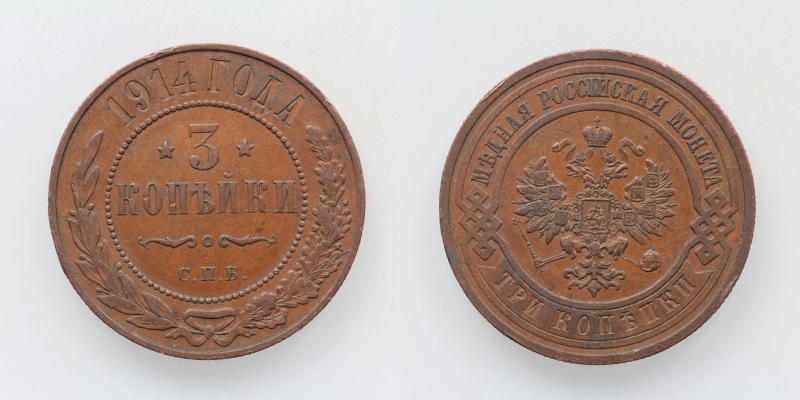 1914 ГОДА
3
КОПѢЙКИ
С.П.Б.
МѢДНАЯ РОССІЙСКАЯ МОНЕТА
ТРИ КОПѢЙКИ